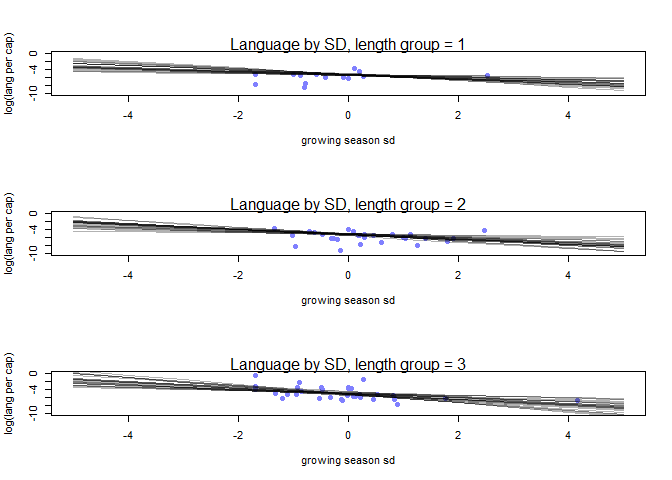 Language by SD, length group = 1
log(lang per cap)
0
-4
-10
-4 -2 0 2 4
growing season sd
Language by SD, length group = 2
log(lang per cap)
0
-4
-10
-4 -2 0 2 4
growing season sd
Language by SD, length group = 3
log(lang per cap)
0
-4
-10
-4 -2 0 2 4
growing season sd